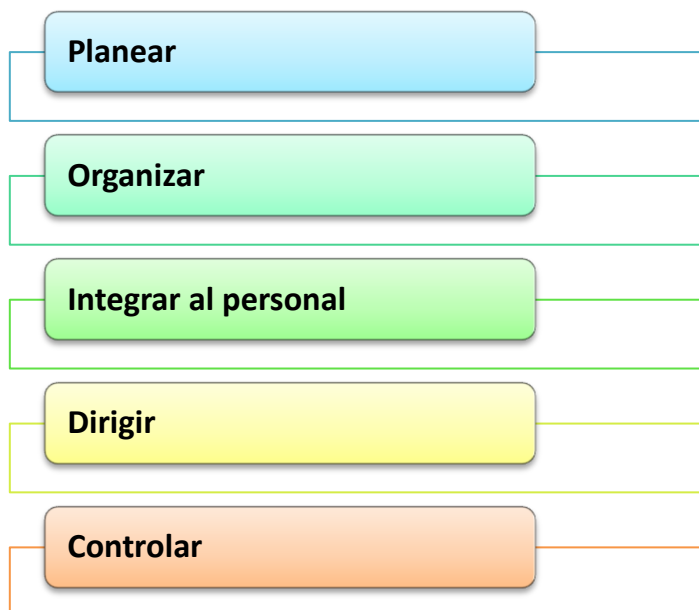 Planear
Organizar
Integrar al personal
Dirigir
Controlar